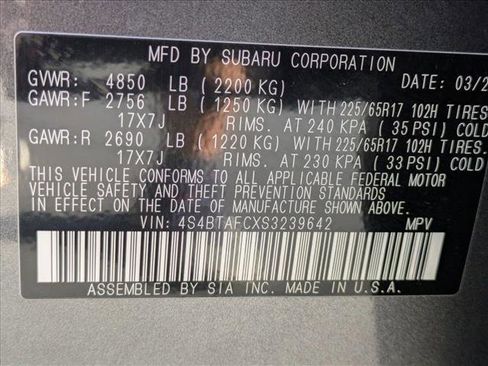 MFD BY SUBARU CORPORATION
GVWR: 4850 LB ( 2200 KG) DATE: 03/2
GAWR:F 2756 LB ( 1250 KG) WITH 225/65R17 102H TIRES
17X7J RIMS. AT 240 KPA ( 35 PSI) COLD
GAWR:R 2690 LB ( 1220 KG) WITH 225/65R17 102H TIRES.
17X7J RIMS. AT 230 KPA ( 33 PSI) COLD
THIS VEHICLE CONFORMS TO ALL APPLICABLE FEDERAL MOTOR
VEHICLE SAFETY AND THEFT PREVENTION STANDARDS
IN EFFECT ON THE DATE OF MANUFACTURE SHOWN ABOVE.
VIN: 4S4BTAFCXS3239642 MPV
ASSEMBLED BY SIA INC. MADE IN U.S.A.